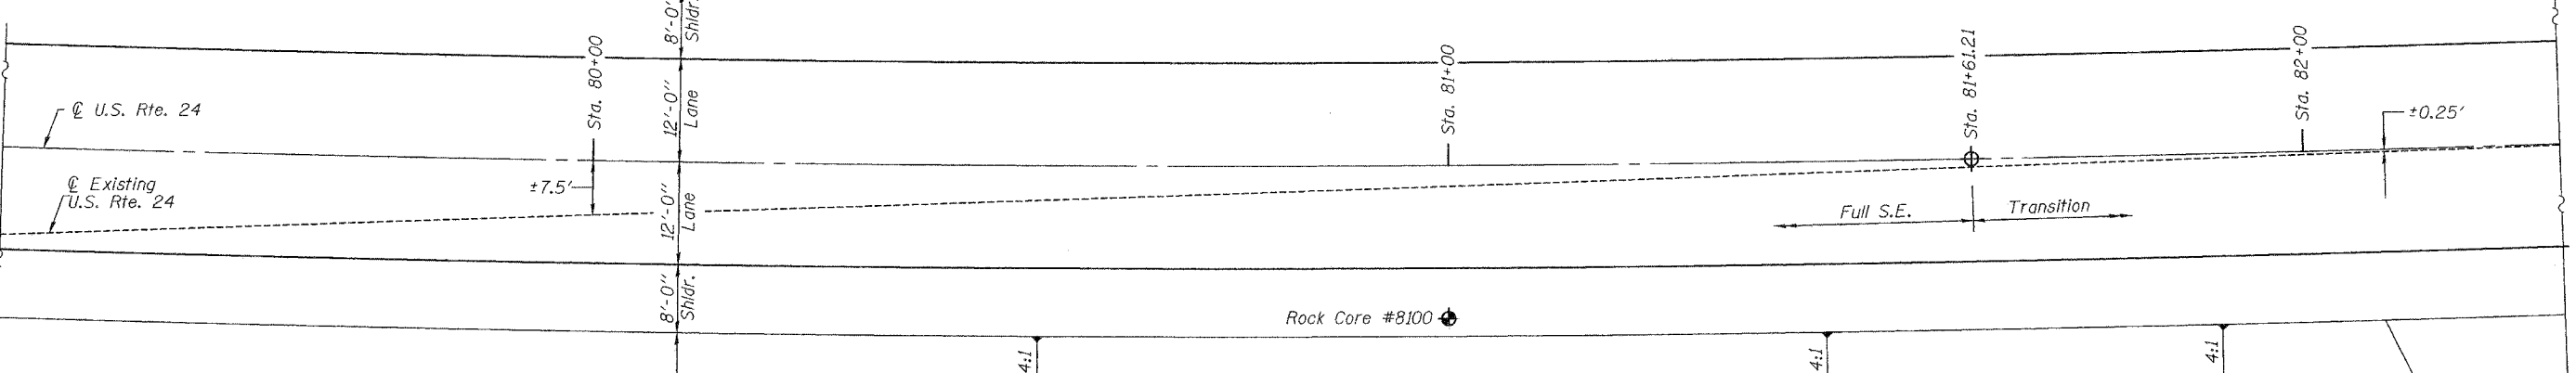 8'-0"
Shldr.
Sta. 80+00
12'-0"
Lane
Sta. 81+00
Sta. 81+61.21
Sta. 82+00
℄ U.S. Rte. 24
±0.25'
℄ Existing
U.S. Rte. 24
±7.5'
12'-0"
Lane
Full S.E.
Transition
8'-0"
Shldr.
Rock Core #8100
4:1
4:1
4:1